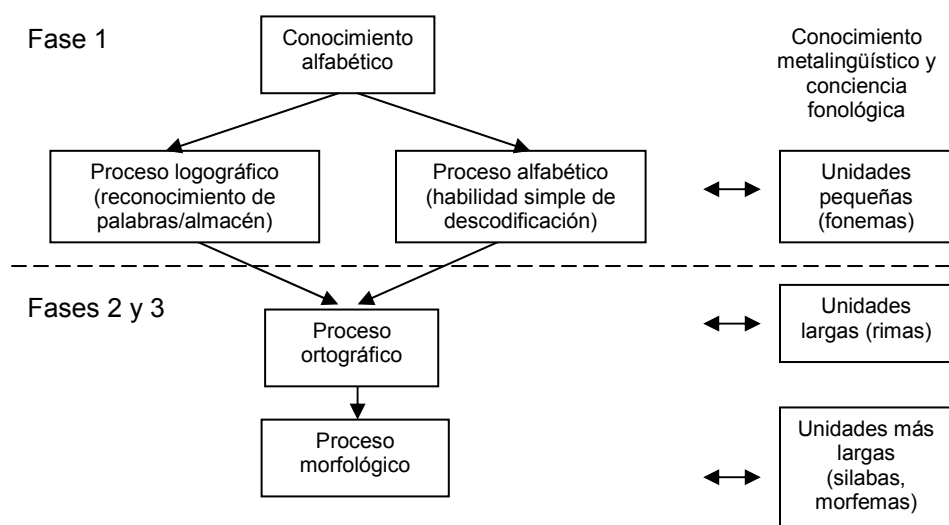 Fase 1
Conocimiento
alfabético
Conocimiento
metalingüístico y
conciencia
fonológica
Proceso logográfico
(reconocimiento de
palabras/almacén)
Proceso alfabético
(habilidad simple de
descodificación)
Unidades
pequeñas
(fonemas)
Fases 2 y 3
Proceso
ortográfico
Unidades
largas (rimas)
Proceso
morfológico
Unidades más
largas
(silabas,
morfemas)